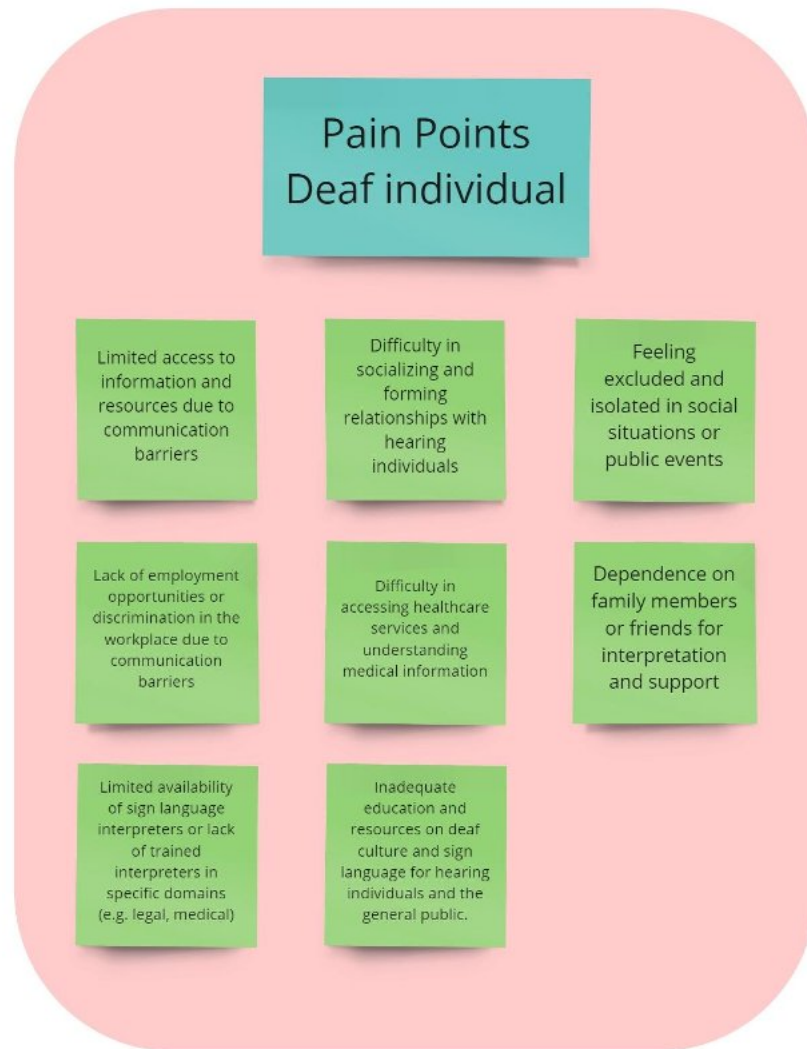 Pain Points
Deaf individual
Limited access to
information and
resources due to
communication
barriers
Difficulty in
socializing and
forming
relationships with
hearing
individuals
Feeling
excluded and
isolated in social
situations or
public events
Lack of employment
opportunities or
discrimination in the
workplace due to
communication
barriers
Difficulty in
accessing healthcare
services and
understanding
medical information
Dependence on
family members
or friends for
interpretation
and support
Limited availability
of sign language
interpreters or lack
of trained
interpreters in
specific domains
(e.g. legal, medical)
Inadequate
education and
resources on deaf
culture and sign
language for hearing
individuals and the
general public.